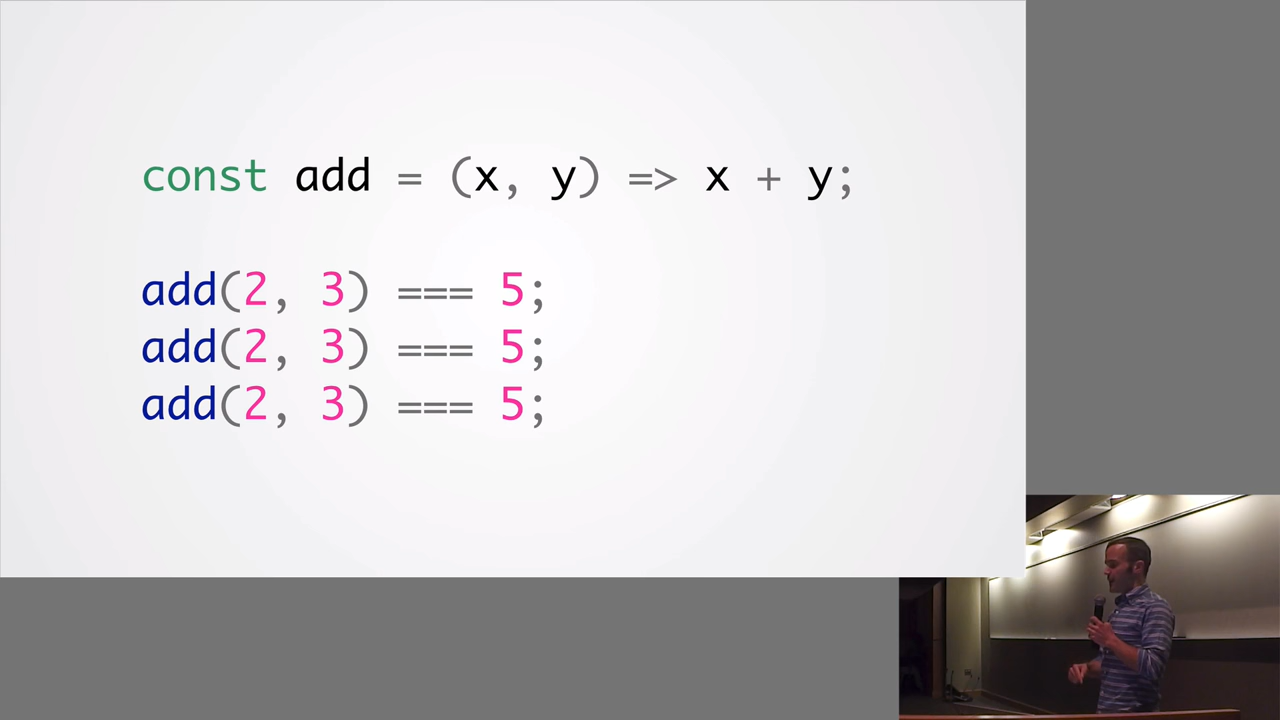 const add = (x, y) => x + y;
add(2, 3) === 5;
add(2, 3) === 5;
add(2, 3) === 5;